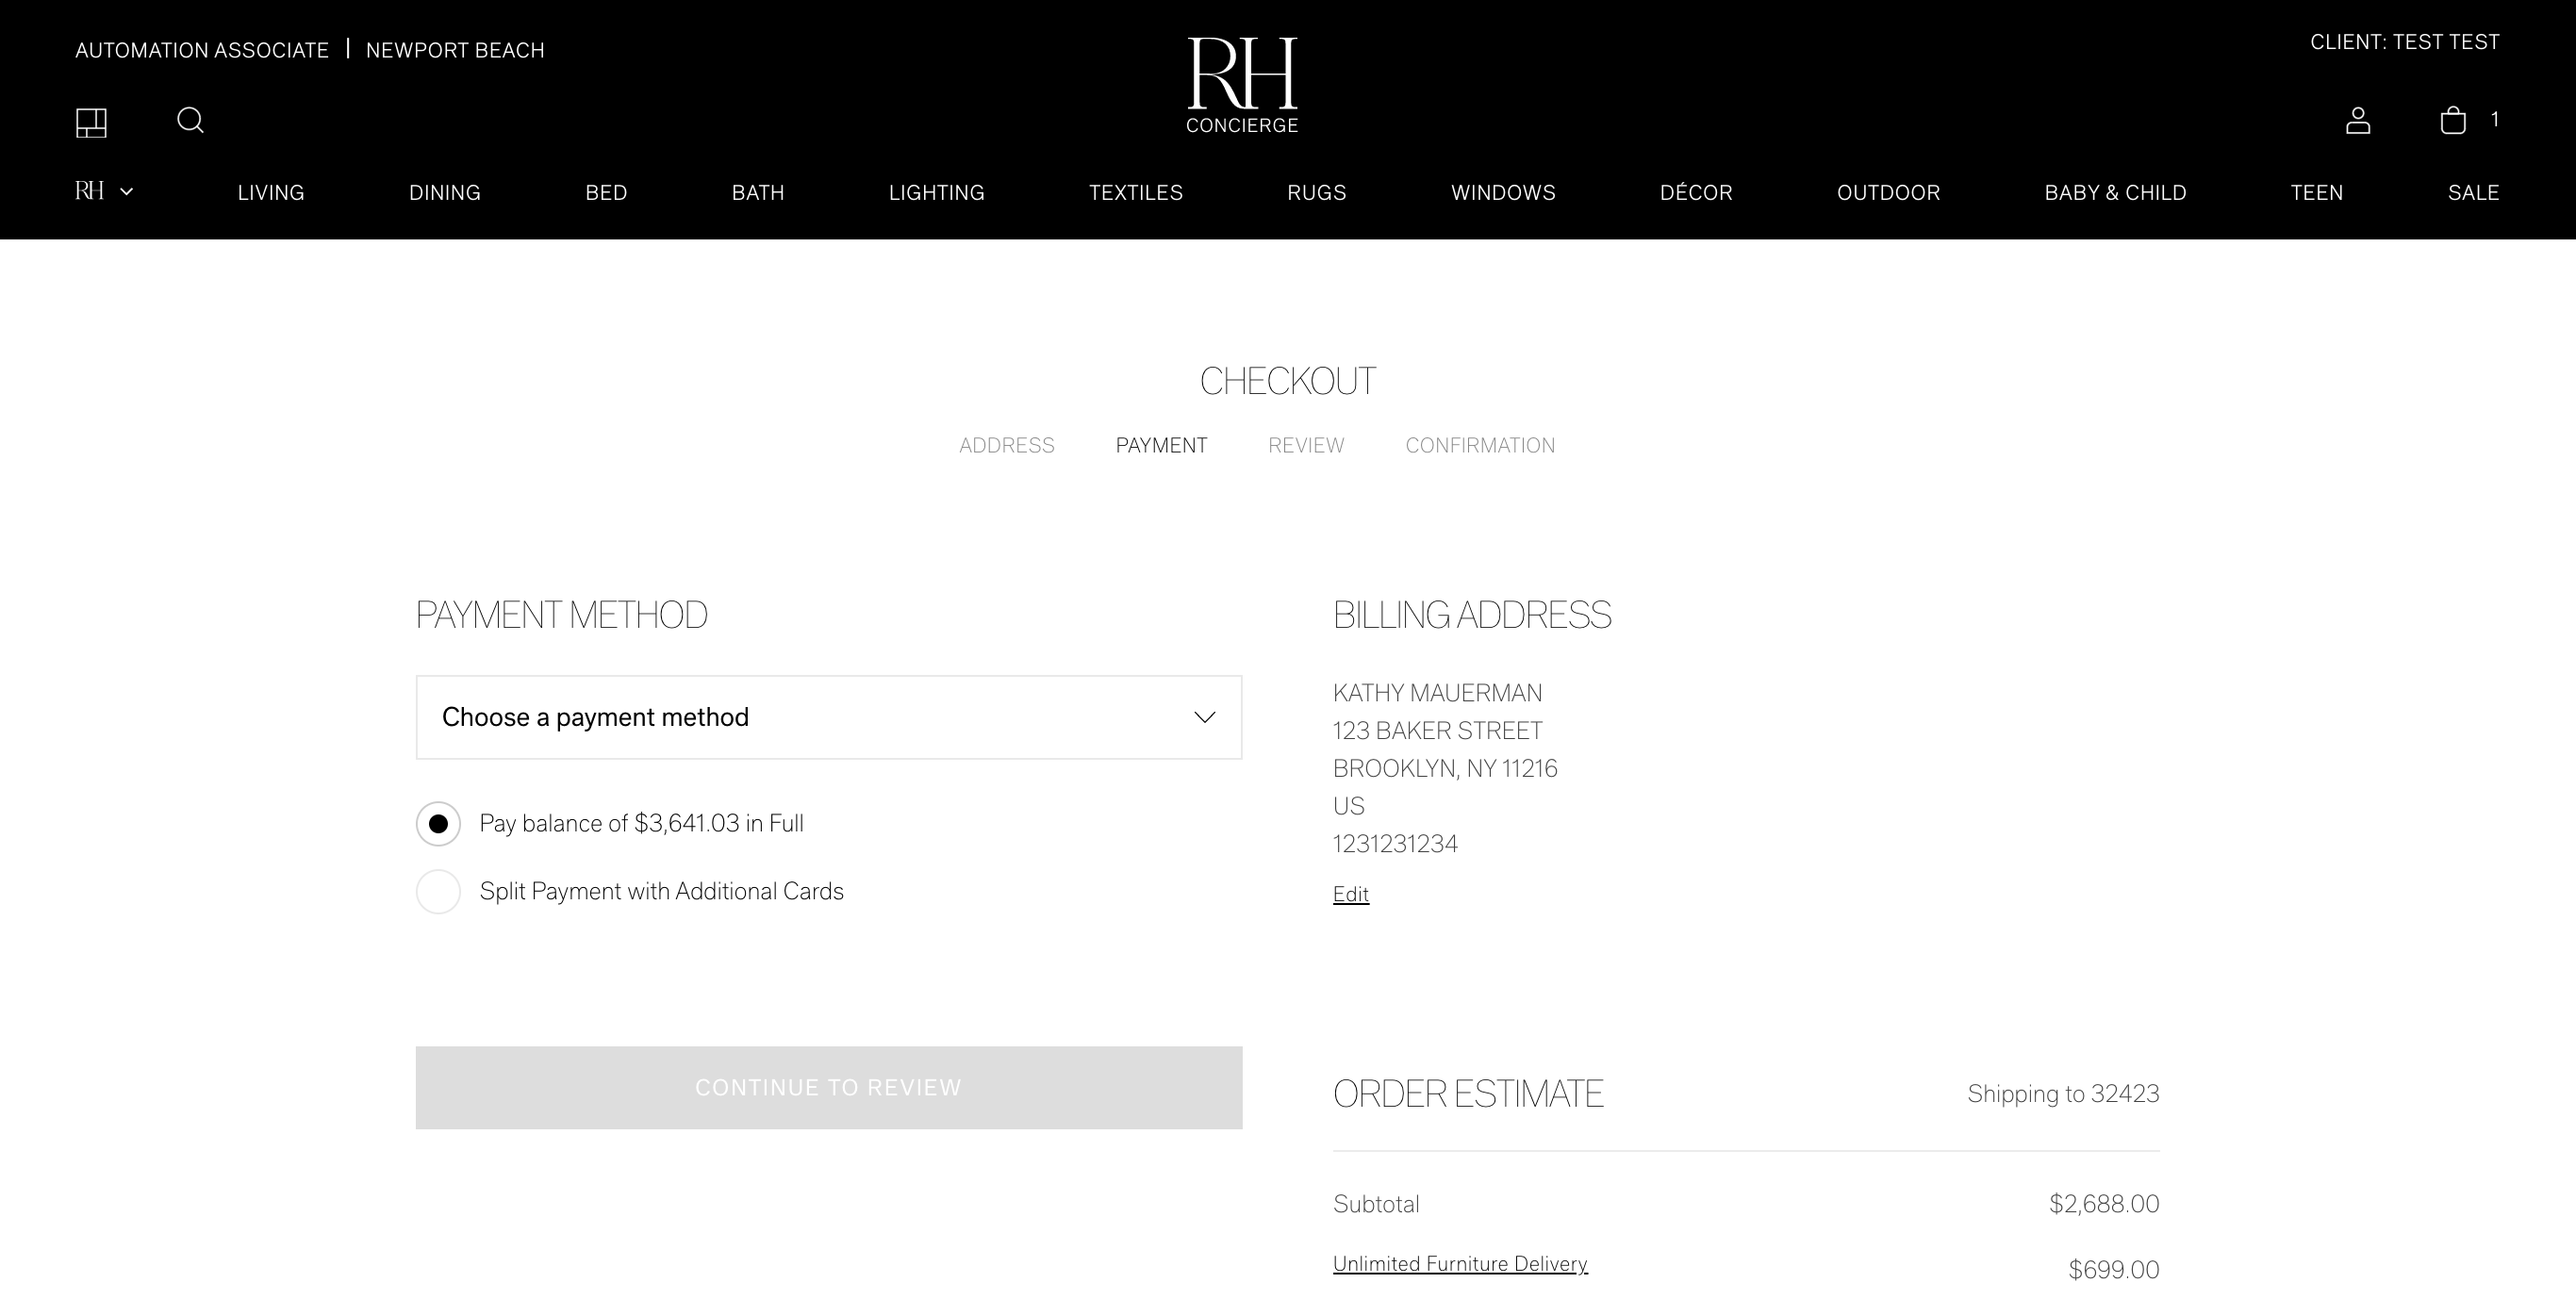 AUTOMATION ASSOCIATE | NEWPORT BEACH
RH
CONCIERGE
CLIENT: TEST TEST
1
RH
LIVING
DINING
BED
BATH
LIGHTING
TEXTILES
RUGS
WINDOWS
DÉCOR
OUTDOOR
BABY & CHILD
TEEN
SALE
CHECKOUT
ADDRESS
PAYMENT
REVIEW
CONFIRMATION
PAYMENT METHOD
Choose a payment method
Pay balance of $3,641.03 in Full
Split Payment with Additional Cards
CONTINUE TO REVIEW
BILLING ADDRESS
KATHY MAUERMAN
123 BAKER STREET
BROOKLYN, NY 11216
US
1231231234
Edit
ORDER ESTIMATE
Shipping to 32423
Subtotal
$2,688.00
Unlimited Furniture Delivery
$699.00